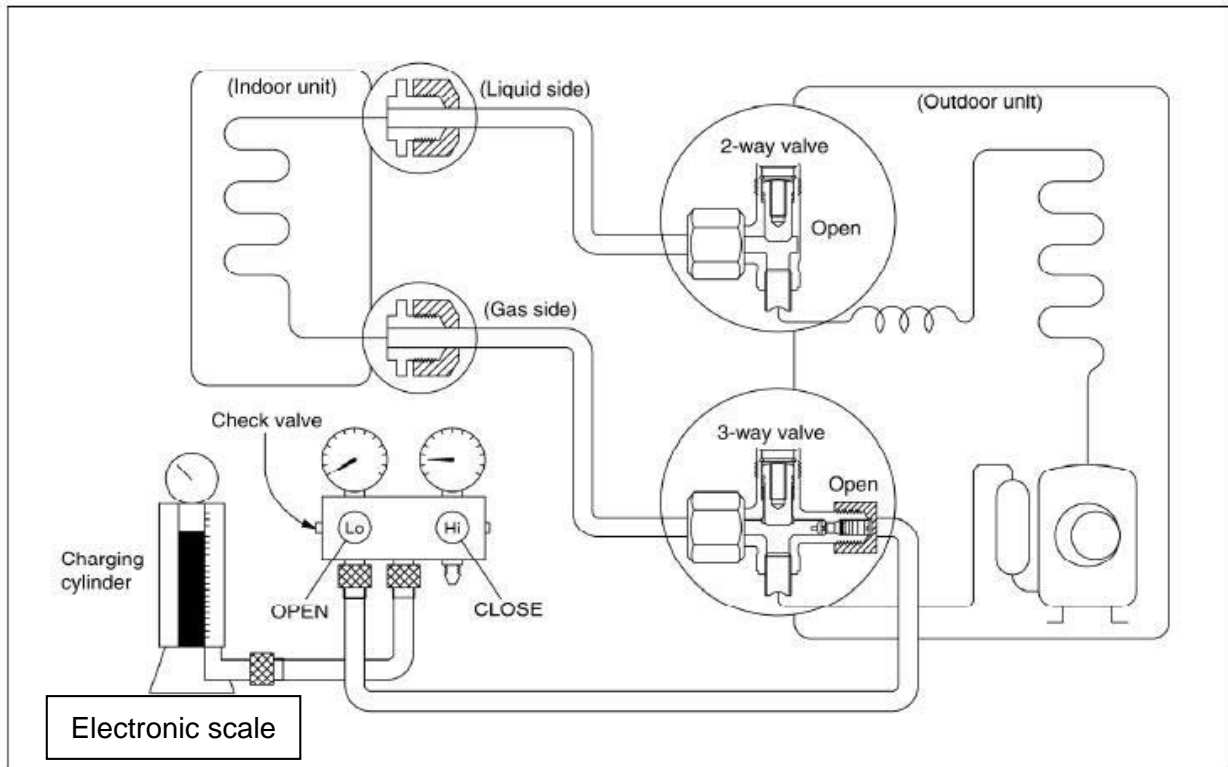 (Indoor unit)
(Liquid side)
(Outdoor unit)
2-way valve
Open
(Gas side)
Check valve
3-way valve
Open
Lo
Hi
Charging
cylinder
OPEN
CLOSE
Electronic scale